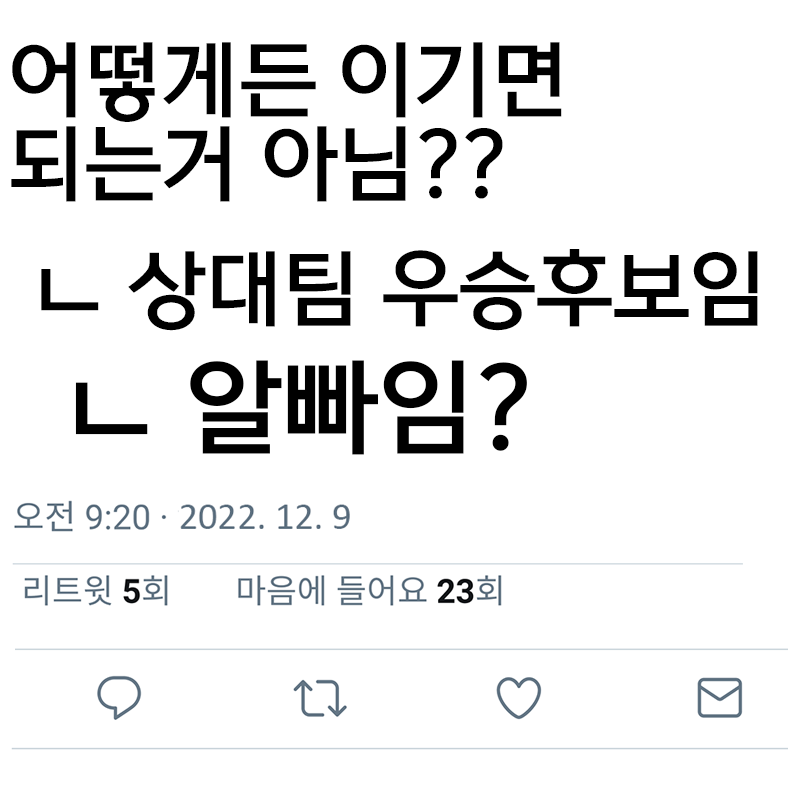 어떻게든 이기면
되는거 아님??
ㄴ 상대팀 우승후보임
ㄴ 알빠임?
오전 9:20 · 2022. 12. 9
리트윗 5회 마음에 들어요 23회